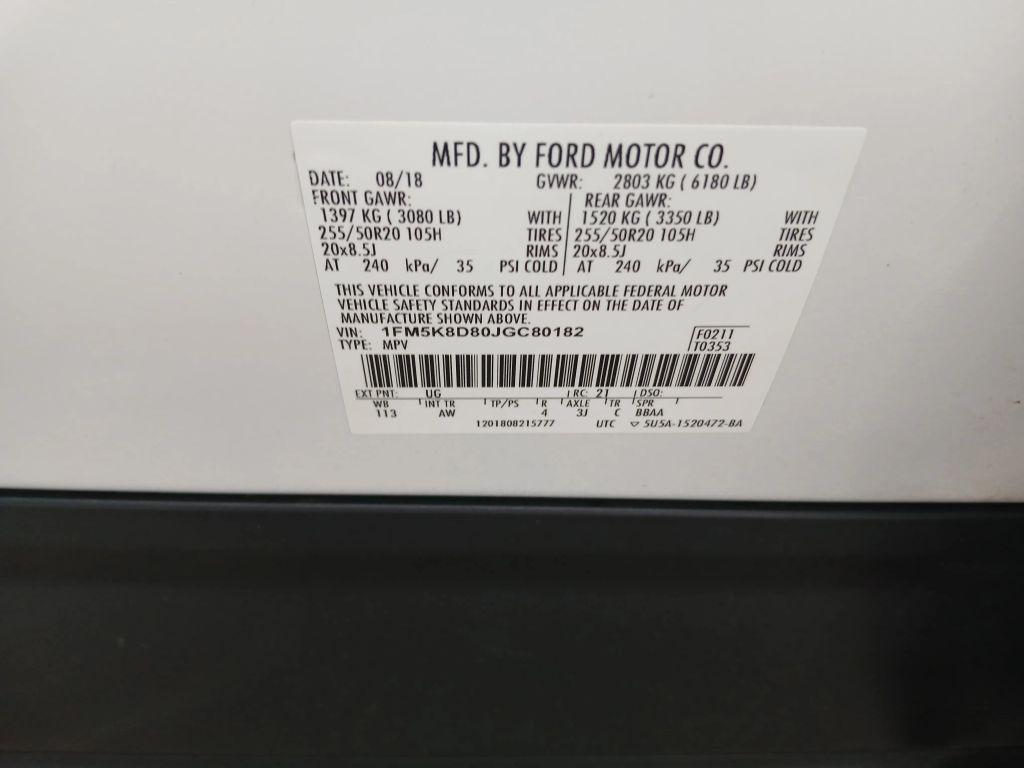 MFD. BY FORD MOTOR CO.
DATE: 08/18 GVWR: 2803 KG ( 6180 LB)
FRONT GAWR: REAR GAWR:
1397 KG ( 3080 LB) WITH 1520 KG ( 3350 LB) WITH
255/50R20 105H TIRES 255/50R20 105H TIRES
20x8.5J RIMS 20x8.5J RIMS
AT 240 kPa/ 35 PSI COLD AT 240 kPa/ 35 PSI COLD
THIS VEHICLE CONFORMS TO ALL APPLICABLE FEDERAL MOTOR
VEHICLE SAFETY STANDARDS IN EFFECT ON THE DATE OF
MANUFACTURE SHOWN ABOVE.
VIN: 1FM5K8D80JGC80182 F0211
TYPE: MPV T0353
EXT PNT: UG RC: 21 DSO:
WB INT TR TP/PS R AXLE TR SPR
113 AW 4 3J C BBAA
1201808215777 UTC ▽ 5U5A-1520472-BA